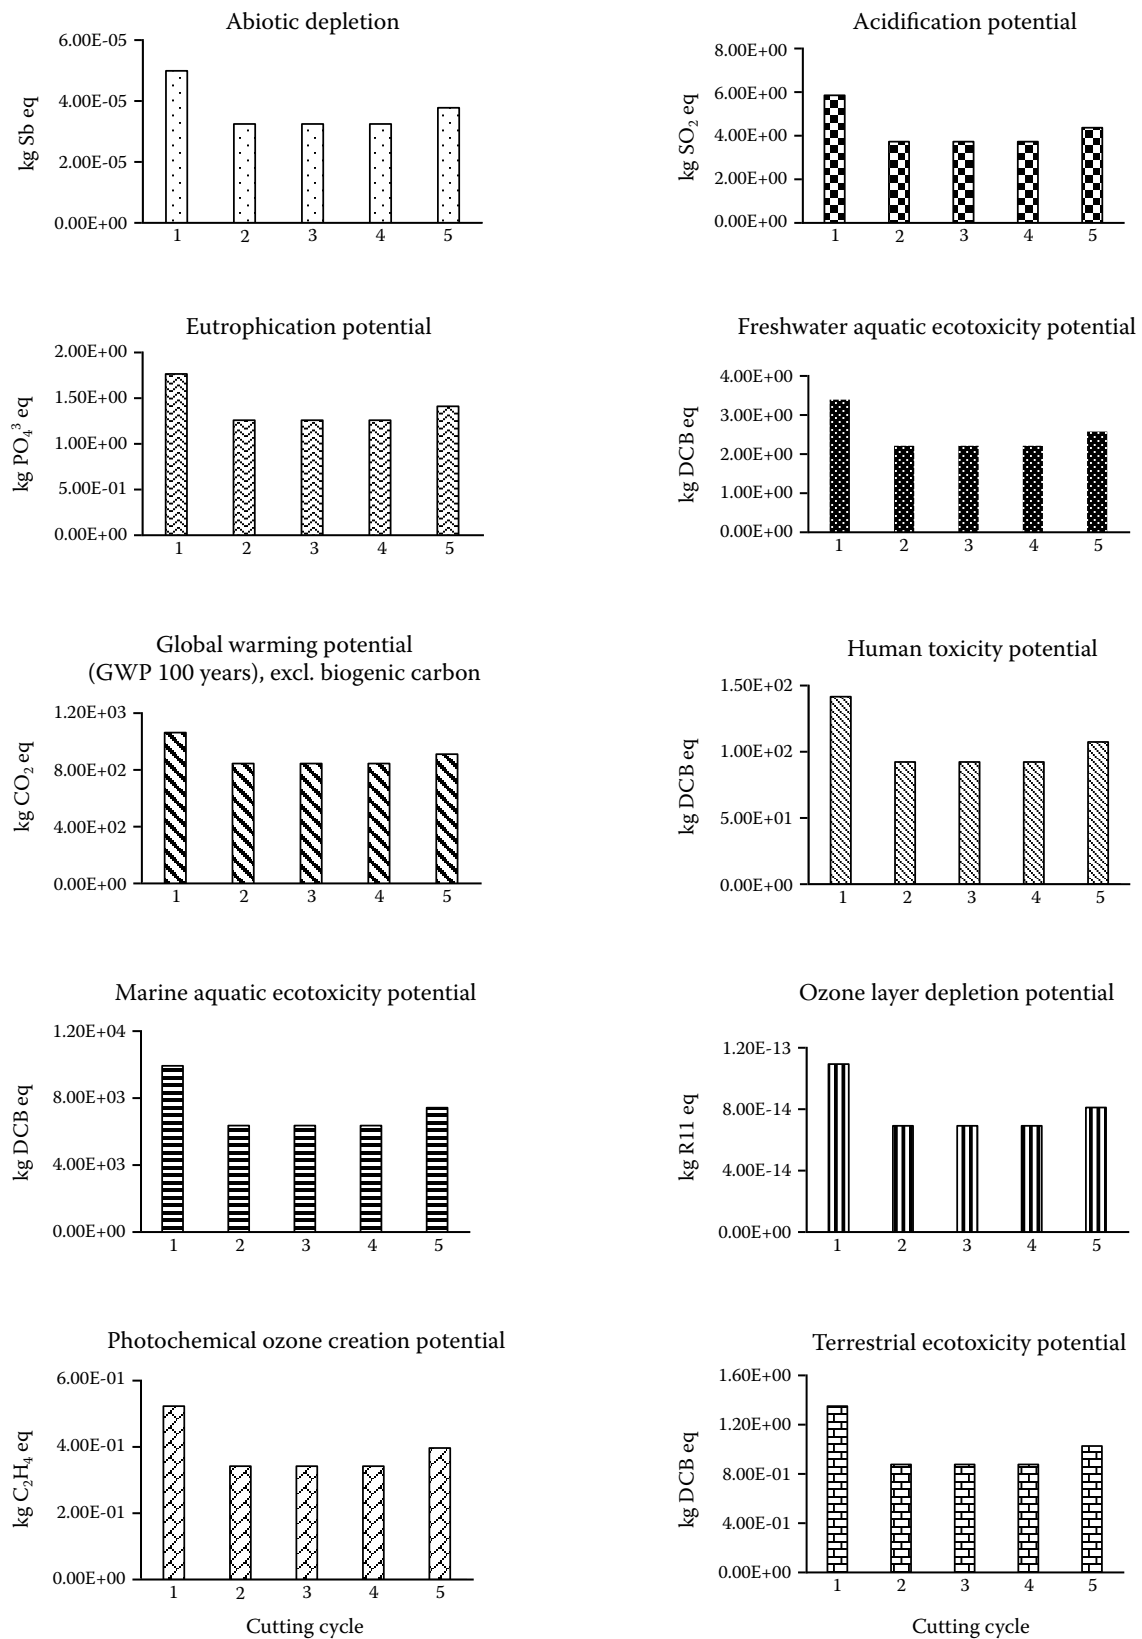 Abiotic depletion
6.00E-05
4.00E-05
2.00E-05
0.00E+00
kg Sb eq
1 2 3 4 5
Acidification potential
8.00E+00
6.00E+00
4.00E+00
2.00E+00
0.00E+00
kg SO₂ eq
1 2 3 4 5
Eutrophication potential
2.00E+00
1.50E+00
1.00E+00
5.00E-01
0.00E+00
kg PO₄³ eq
1 2 3 4 5
Freshwater aquatic ecotoxicity potential
4.00E+00
3.00E+00
2.00E+00
1.00E+00
0.00E+00
kg DCB eq
1 2 3 4 5
Global warming potential
(GWP 100 years), excl. biogenic carbon
1.20E+03
8.00E+02
4.00E+02
0.00E+00
kg CO₂ eq
1 2 3 4 5
Human toxicity potential
1.50E+02
1.00E+02
5.00E+01
0.00E+00
kg DCB eq
1 2 3 4 5
Marine aquatic ecotoxicity potential
1.20E+04
8.00E+03
4.00E+03
0.00E+00
kg DCB eq
1 2 3 4 5
Ozone layer depletion potential
1.20E-13
8.00E-14
4.00E-14
0.00E+00
kg R11 eq
1 2 3 4 5
Photochemical ozone creation potential
6.00E-01
4.00E-01
2.00E-01
0.00E+00
kg C₂H₄ eq
1 2 3 4 5
Cutting cycle
Terrestrial ecotoxicity potential
1.60E+00
1.20E+00
8.00E-01
4.00E-01
0.00E+00
kg DCB eq
1 2 3 4 5
Cutting cycle